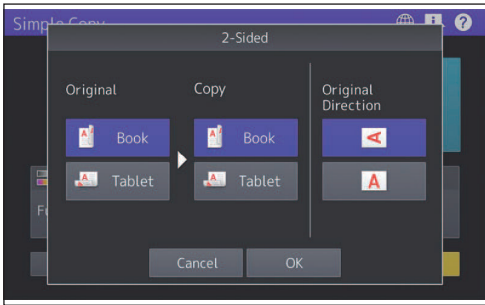 Simple Copy
2-Sided
Original
Copy
Original
Direction
Book
Book
A
Tablet
Tablet
A
Cancel
OK